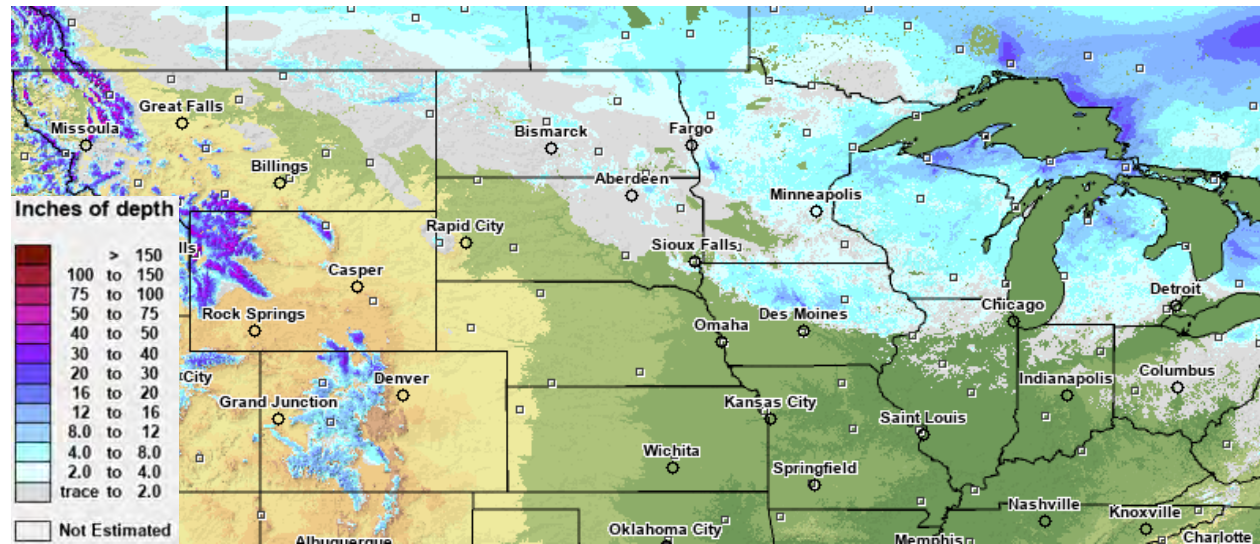 Great Falls
Missoula
Bismarck
Fargo
Billings
Aberdeen
Minneapolis
Inches of depth
Rapid City
Sioux Falls
lls
> 150
100 to 150
75 to 100
50 to 75
40 to 50
30 to 40
20 to 30
16 to 20
12 to 16
8.0 to 12
4.0 to 8.0
2.0 to 4.0
trace to 2.0
Not Estimated
Casper
Rock Springs
Detroit
Chicago
Omaha
Des Moines
City
Denver
Columbus
Indianapolis
Grand Junction
Kansas City
Saint Louis
Wichita
Springfield
Nashville
Knoxville
Oklahoma City
Albuquerque
Memphis
Charlotte